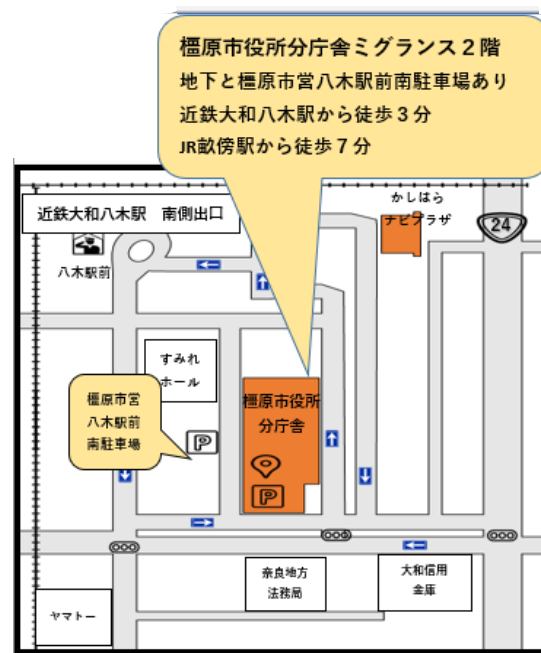 橿原市役所分庁舎ミグランス２階
地下と橿原市営八木駅前南駐車場あり
近鉄大和八木駅から徒歩３分
JR畝傍駅から徒歩７分
近鉄大和八木駅　南側出口
かしはら
ナビプラザ
24
八木駅前
すみれ
ホール
橿原市営
八木駅前
南駐車場
P
橿原市役所
分庁舎
P
奈良地方
法務局
大和信用
金庫
ヤマトー